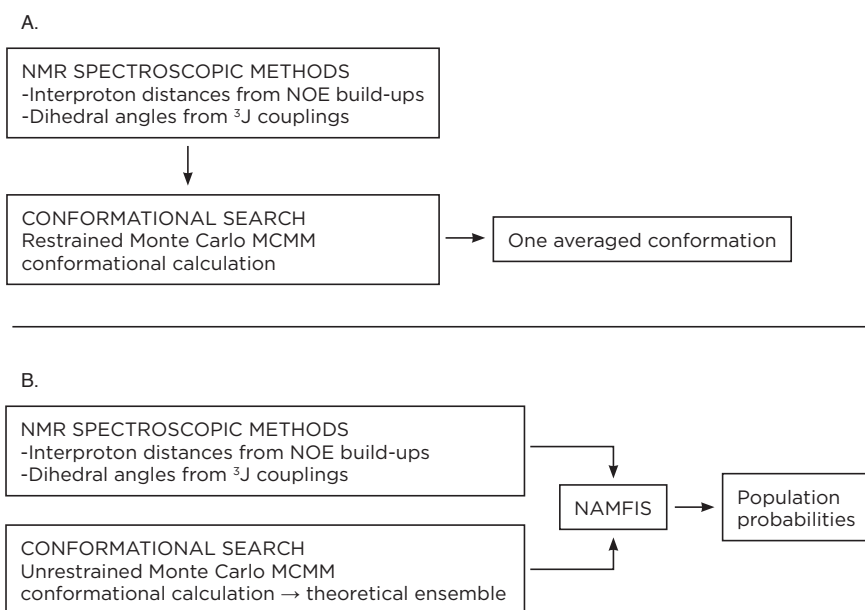 A.
NMR SPECTROSCOPIC METHODS
-Interproton distances from NOE build-ups
-Dihedral angles from ³J couplings
CONFORMATIONAL SEARCH
Restrained Monte Carlo MCMM
conformational calculation
One averaged conformation
B.
NMR SPECTROSCOPIC METHODS
-Interproton distances from NOE build-ups
-Dihedral angles from ³J couplings
NAMFIS
Population
probabilities
CONFORMATIONAL SEARCH
Unrestrained Monte Carlo MCMM
conformational calculation → theoretical ensemble